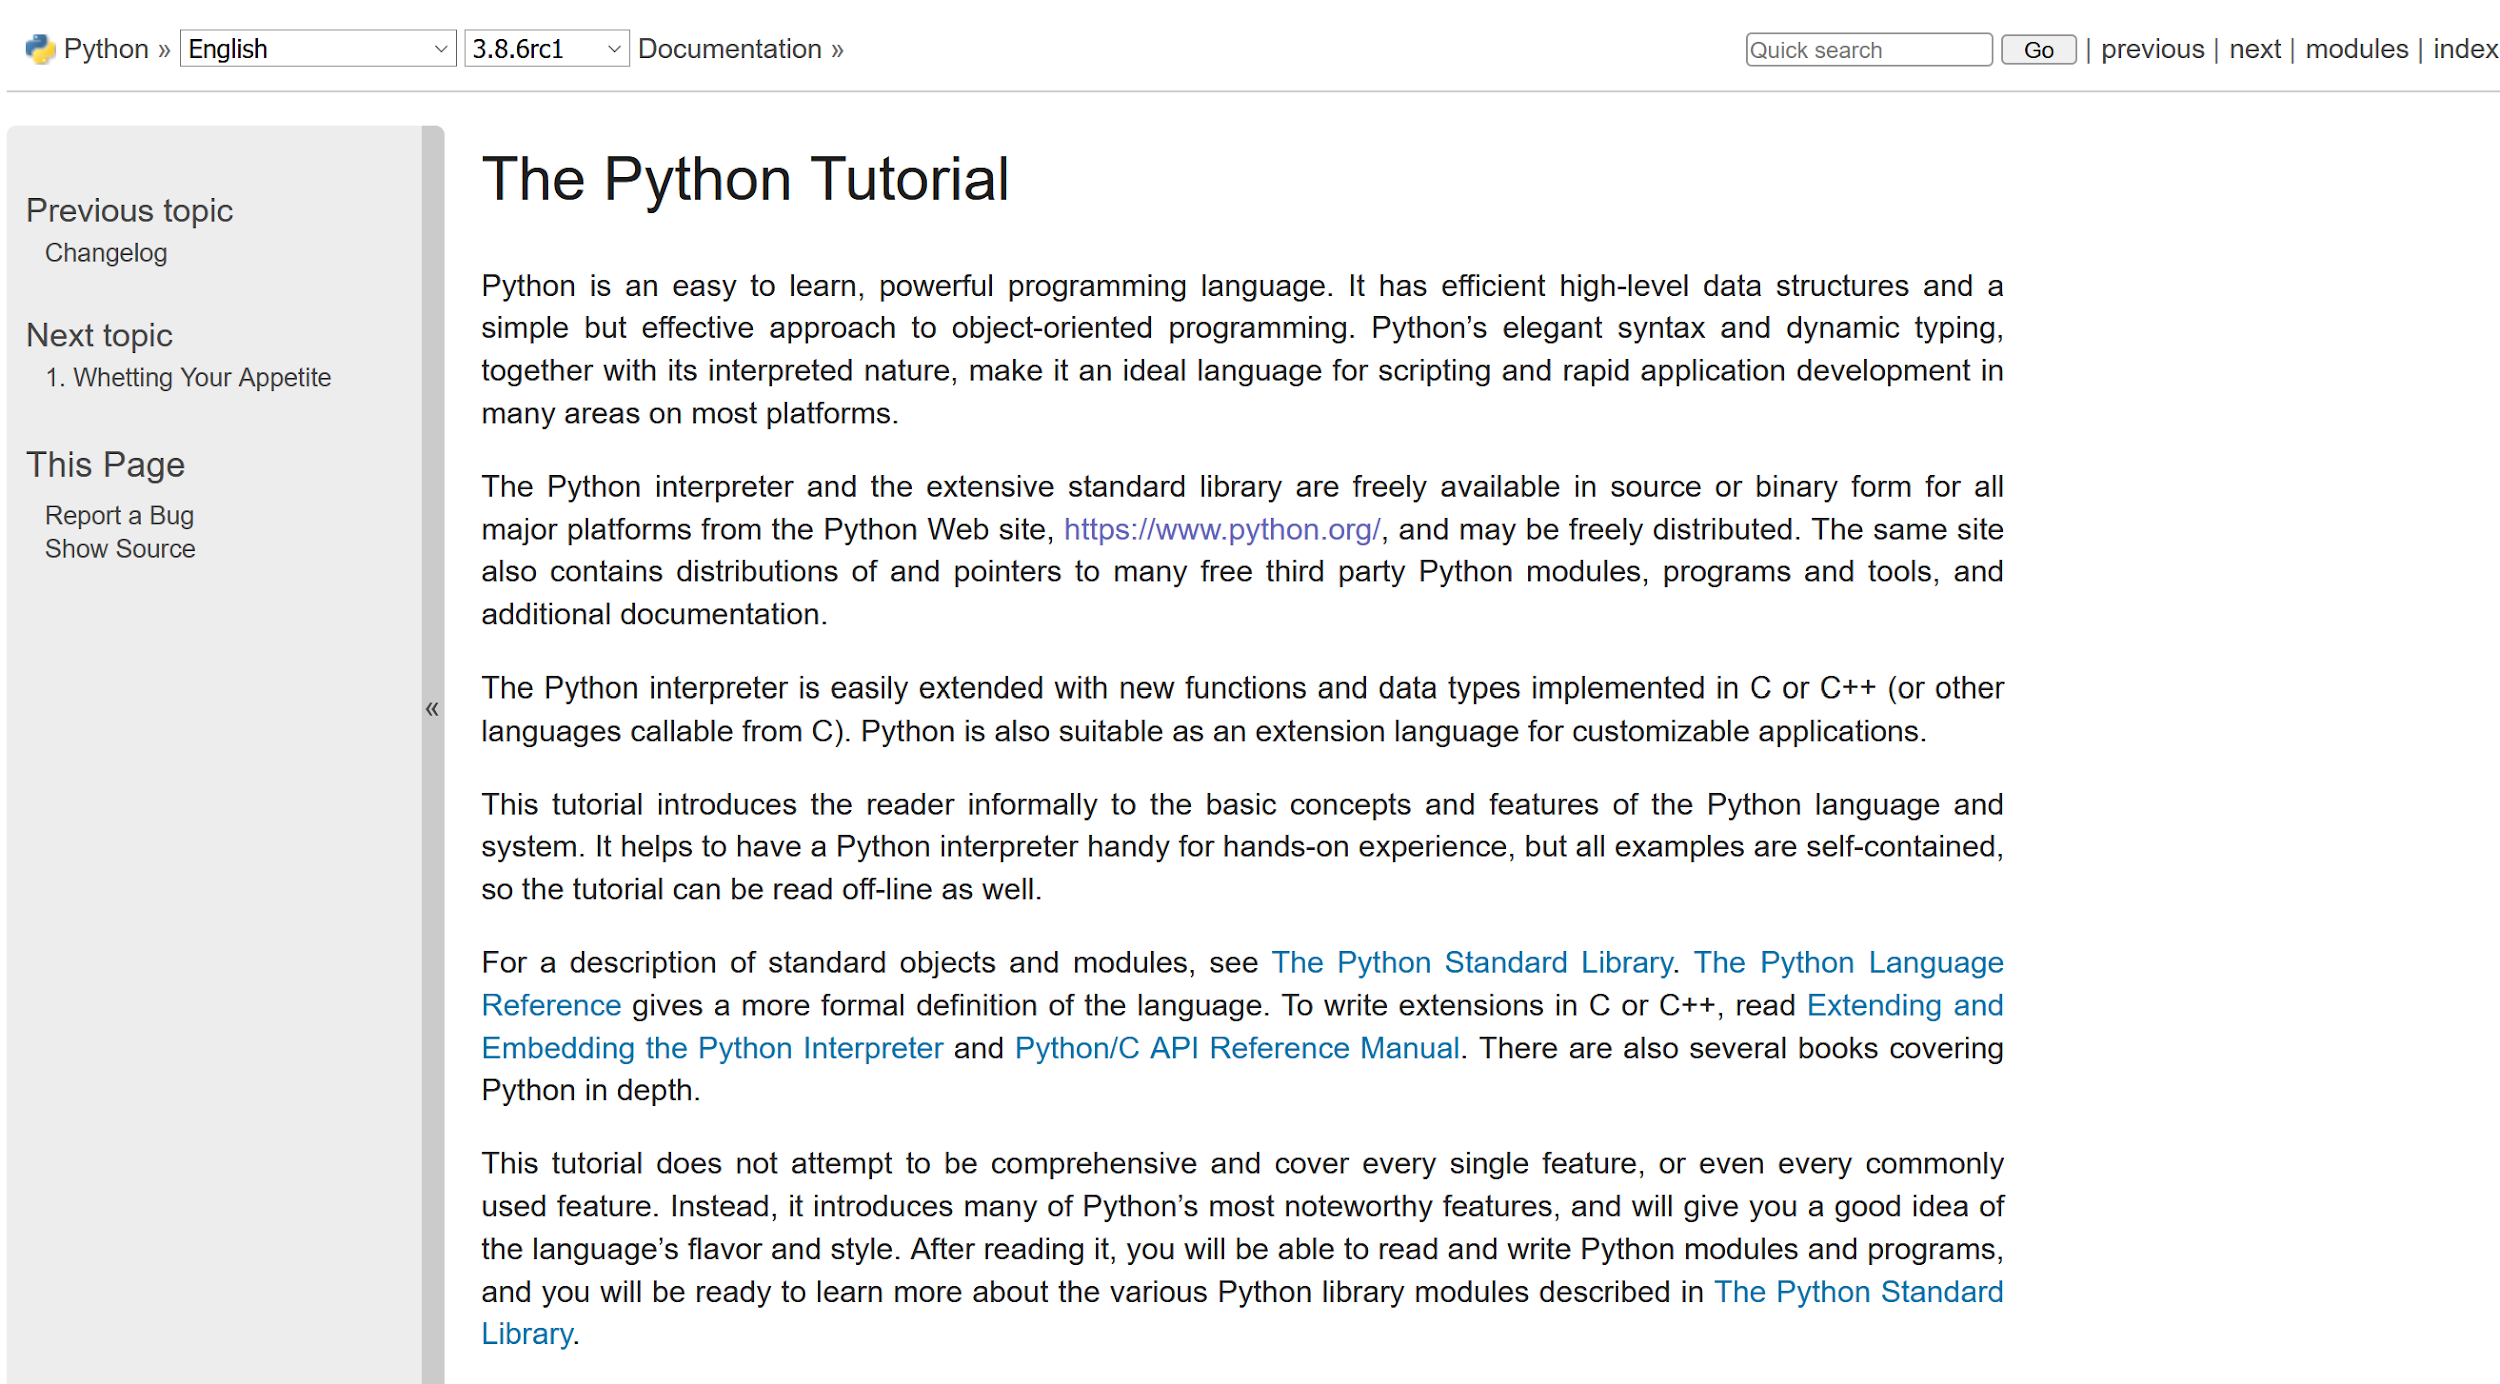 Python » English 3.8.6rc1 Documentation » Quick search Go | previous | next | modules | index
Previous topic
Changelog
Next topic
1. Whetting Your Appetite
This Page
Report a Bug
Show Source
«
The Python Tutorial
Python is an easy to learn, powerful programming language. It has efficient high-level data structures and a
simple but effective approach to object-oriented programming. Python’s elegant syntax and dynamic typing,
together with its interpreted nature, make it an ideal language for scripting and rapid application development in
many areas on most platforms.
The Python interpreter and the extensive standard library are freely available in source or binary form for all
major platforms from the Python Web site, https://www.python.org/, and may be freely distributed. The same site
also contains distributions of and pointers to many free third party Python modules, programs and tools, and
additional documentation.
The Python interpreter is easily extended with new functions and data types implemented in C or C++ (or other
languages callable from C). Python is also suitable as an extension language for customizable applications.
This tutorial introduces the reader informally to the basic concepts and features of the Python language and
system. It helps to have a Python interpreter handy for hands-on experience, but all examples are self-contained,
so the tutorial can be read off-line as well.
For a description of standard objects and modules, see The Python Standard Library. The Python Language
Reference gives a more formal definition of the language. To write extensions in C or C++, read Extending and
Embedding the Python Interpreter and Python/C API Reference Manual. There are also several books covering
Python in depth.
This tutorial does not attempt to be comprehensive and cover every single feature, or even every commonly
used feature. Instead, it introduces many of Python’s most noteworthy features, and will give you a good idea of
the language’s flavor and style. After reading it, you will be able to read and write Python modules and programs,
and you will be ready to learn more about the various Python library modules described in The Python Standard
Library.